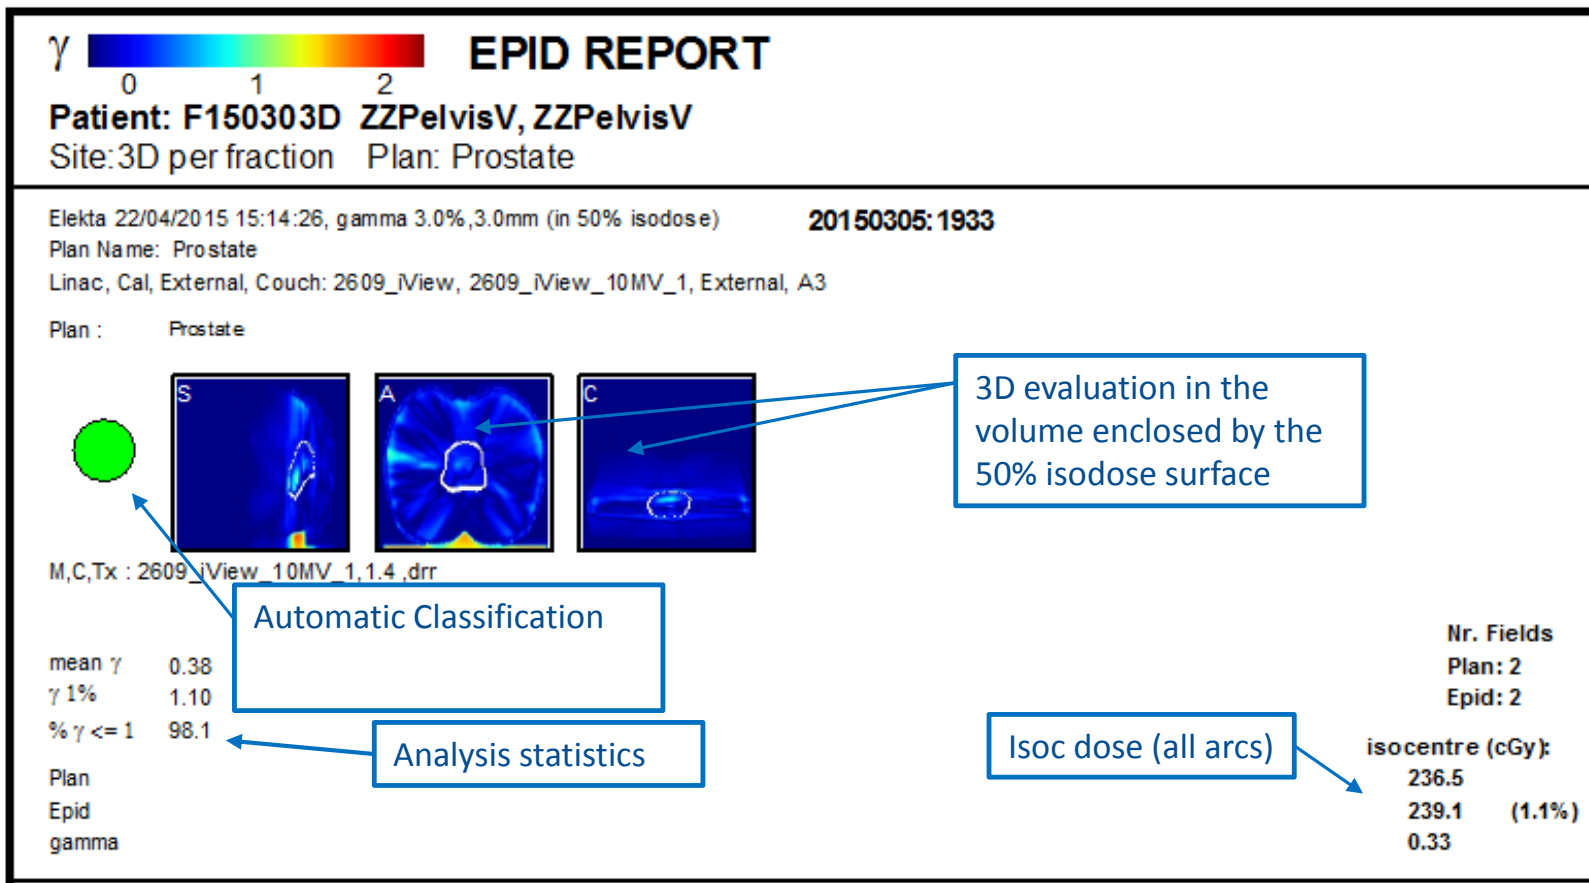 γ EPID REPORT
0 1 2
Patient: F150303D ZZPelvisV, ZZPelvisV
Site:3D per fraction Plan: Prostate
Elekta 22/04/2015 15:14:26, gamma 3.0%,3.0mm (in 50% isodose) 20150305:1933
Plan Name: Prostate
Linac, Cal, External, Couch: 2609_iView, 2609_iView_10MV_1, External, A3
Plan : Prostate
S A C
3D evaluation in the
volume enclosed by the
50% isodose surface
M,C,Tx : 2609_iView_10MV_1,1.4 ,drr
Automatic Classification
Nr. Fields
mean γ 0.38 Plan: 2
γ 1% 1.10 Epid: 2
% γ <= 1 98.1
Analysis statistics
Isoc dose (all arcs)
isocentre (cGy):
Plan 236.5
Epid 239.1 (1.1%)
gamma 0.33